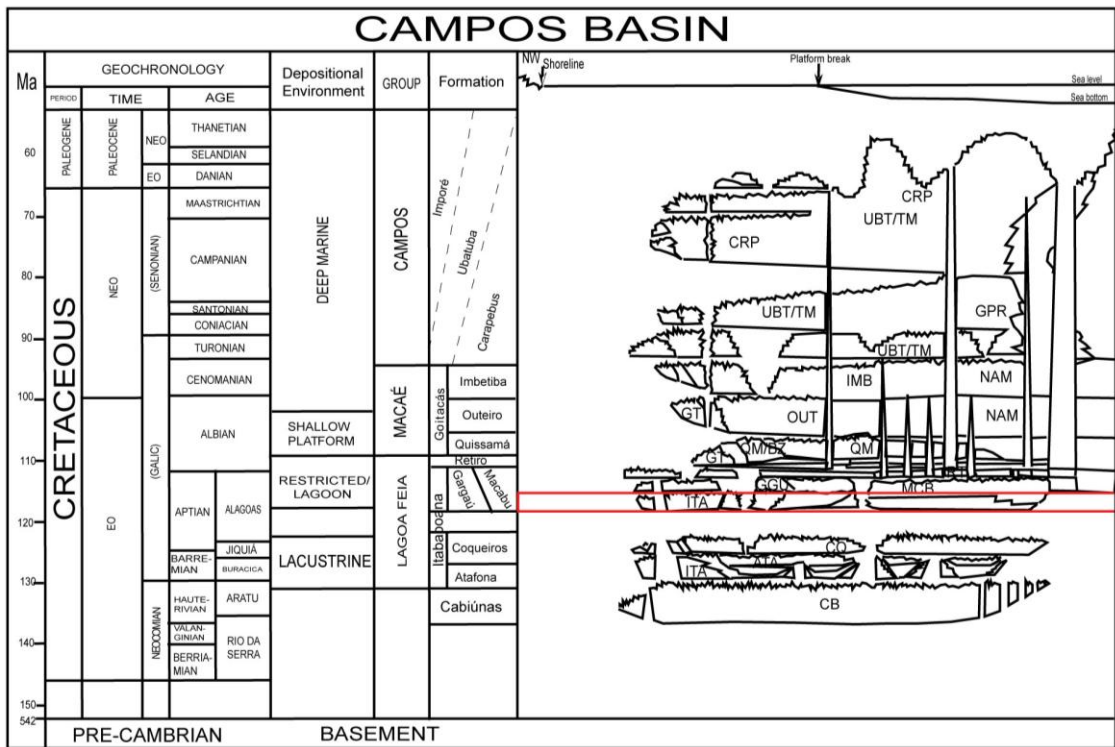 CAMPOS BASIN
Ma
GEOCHRONOLOGY
PERIOD
TIME
AGE
Depositional
Environment
GROUP
Formation
NW
Shoreline
Platform break
Sea level
Sea bottom
60
70
80
90
100
110
120
130
140
150
542
PALEOGENE
CRETACEOUS
PALEOCENE
NEO
EO
NEO
EO
(SENONIAN)
(GALIC)
NEOCOMIAN
THANETIAN
SELANDIAN
DANIAN
MAASTRICHTIAN
CAMPANIAN
SANTONIAN
CONIACIAN
TURONIAN
CENOMANIAN
ALBIAN
APTIAN
ALAGOAS
JIQUIÁ
BARRE-
MIAN
BURACICA
HAUTE-
RIVIAN
ARATU
VALAN-
GINIAN
BERRIA-
MIAN
RIO DA
SERRA
DEEP MARINE
SHALLOW
PLATFORM
RESTRICTED/
LAGOON
LACUSTRINE
CAMPOS
MACAÉ
LAGOA FEIA
Imporé
Ubatuba
Carapebus
Goitacás
Imbetiba
Outeiro
Quissamá
Retiro
Itabapoana
Gargaú
Macabu
Coqueiros
Atafona
Cabiúnas
CRP
UBT/TM
CRP
UBT/TM
GPR
UBT/TM
IMB
NAM
GT
OUT
NAM
QM/BZ
QM
GT
GGU
MCB
ITA
CQ
ATA
ITA
CB
PRE-CAMBRIAN
BASEMENT